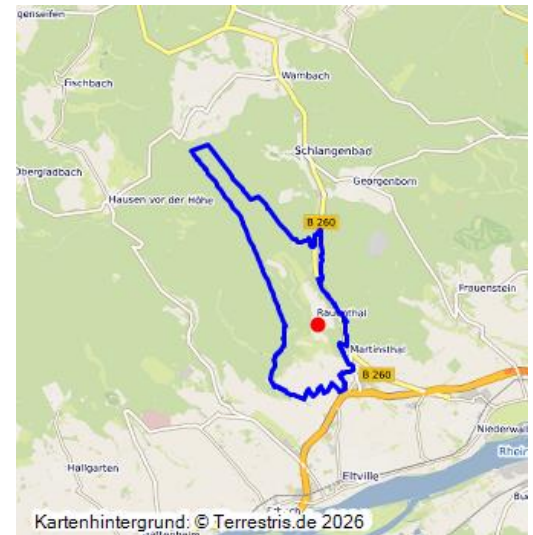 genseifen
Wambach
Fischbach
Schlangenbad
Obergladbach
Georgenborn
Hausen vor der Höhe
B 260
Frauenstein
Rauenthal
Martinsthal
B 260
Niederwal
Hallgarten
Rhein
Eltville
Kartenhintergrund: © Terrestris.de 2026